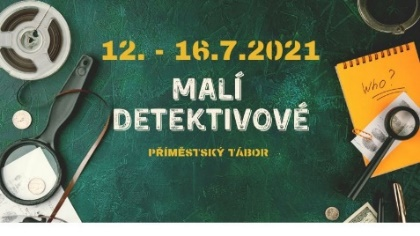 12. - 16.7.2021
MALÍ
DETEKTIVOVÉ
PŘÍMĚSTSKÝ TÁBOR
Who?